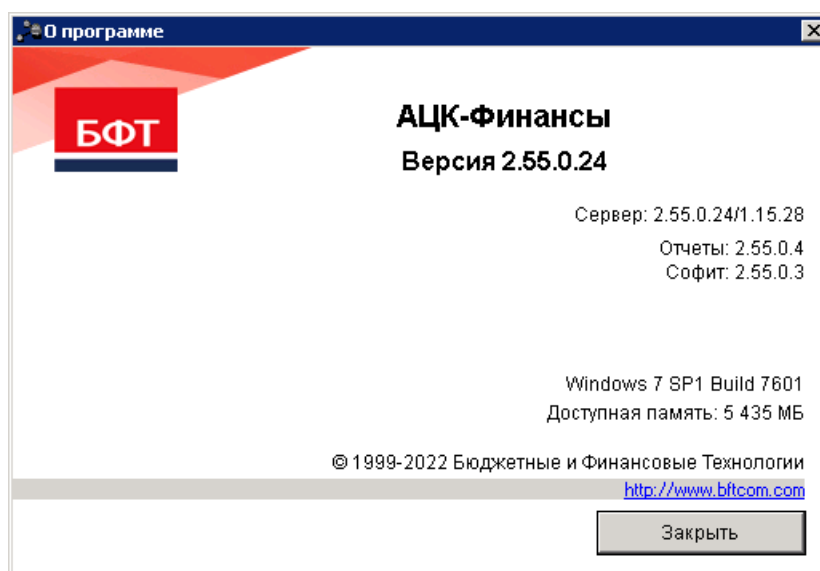 О программе
БФТ
АЦК-Финансы
Версия 2.55.0.24
Сервер: 2.55.0.24/1.15.28
Отчеты: 2.55.0.4
Софит: 2.55.0.3
Windows 7 SP1 Build 7601
Доступная память: 5 435 МБ
© 1999-2022 Бюджетные и Финансовые Технологии
http://www.bftcom.com
Закрыть